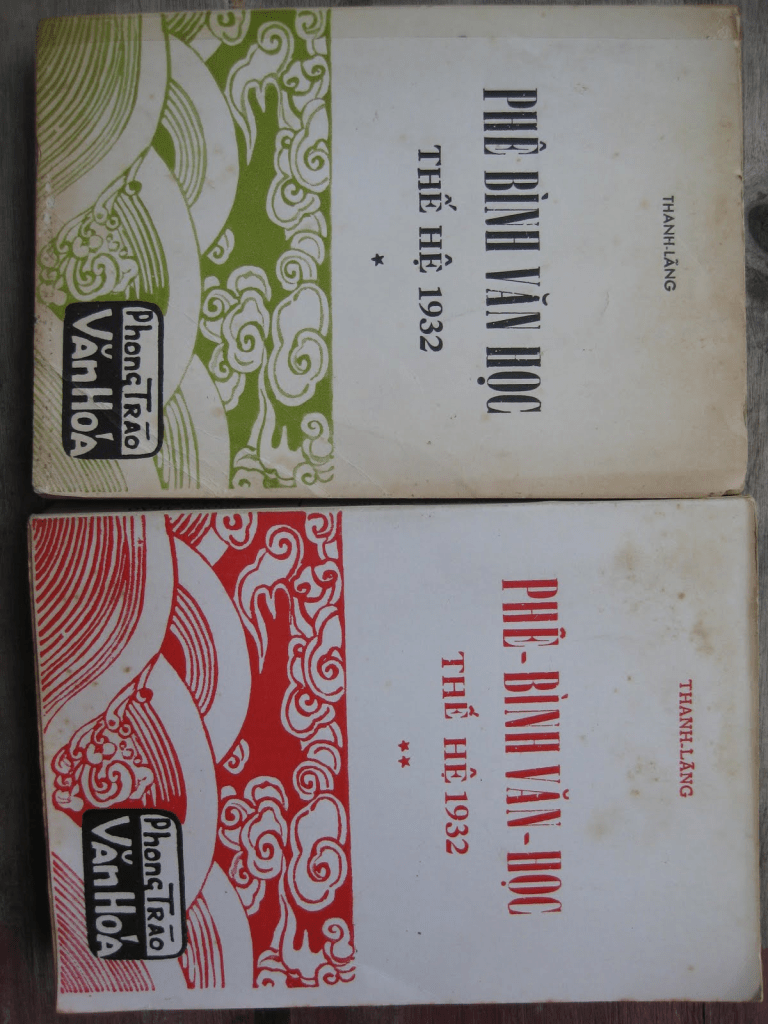 THANH-LÃNG
PHÊ BÌNH VĂN HỌC
THẾ HỆ 1932
★
Phong TRÀO
VĂN HOÁ
THANH-LÃNG
PHÊ-BÌNH VĂN-HỌC
THẾ HỆ 1932
★★
Phong TRÀO
VĂN HOÁ